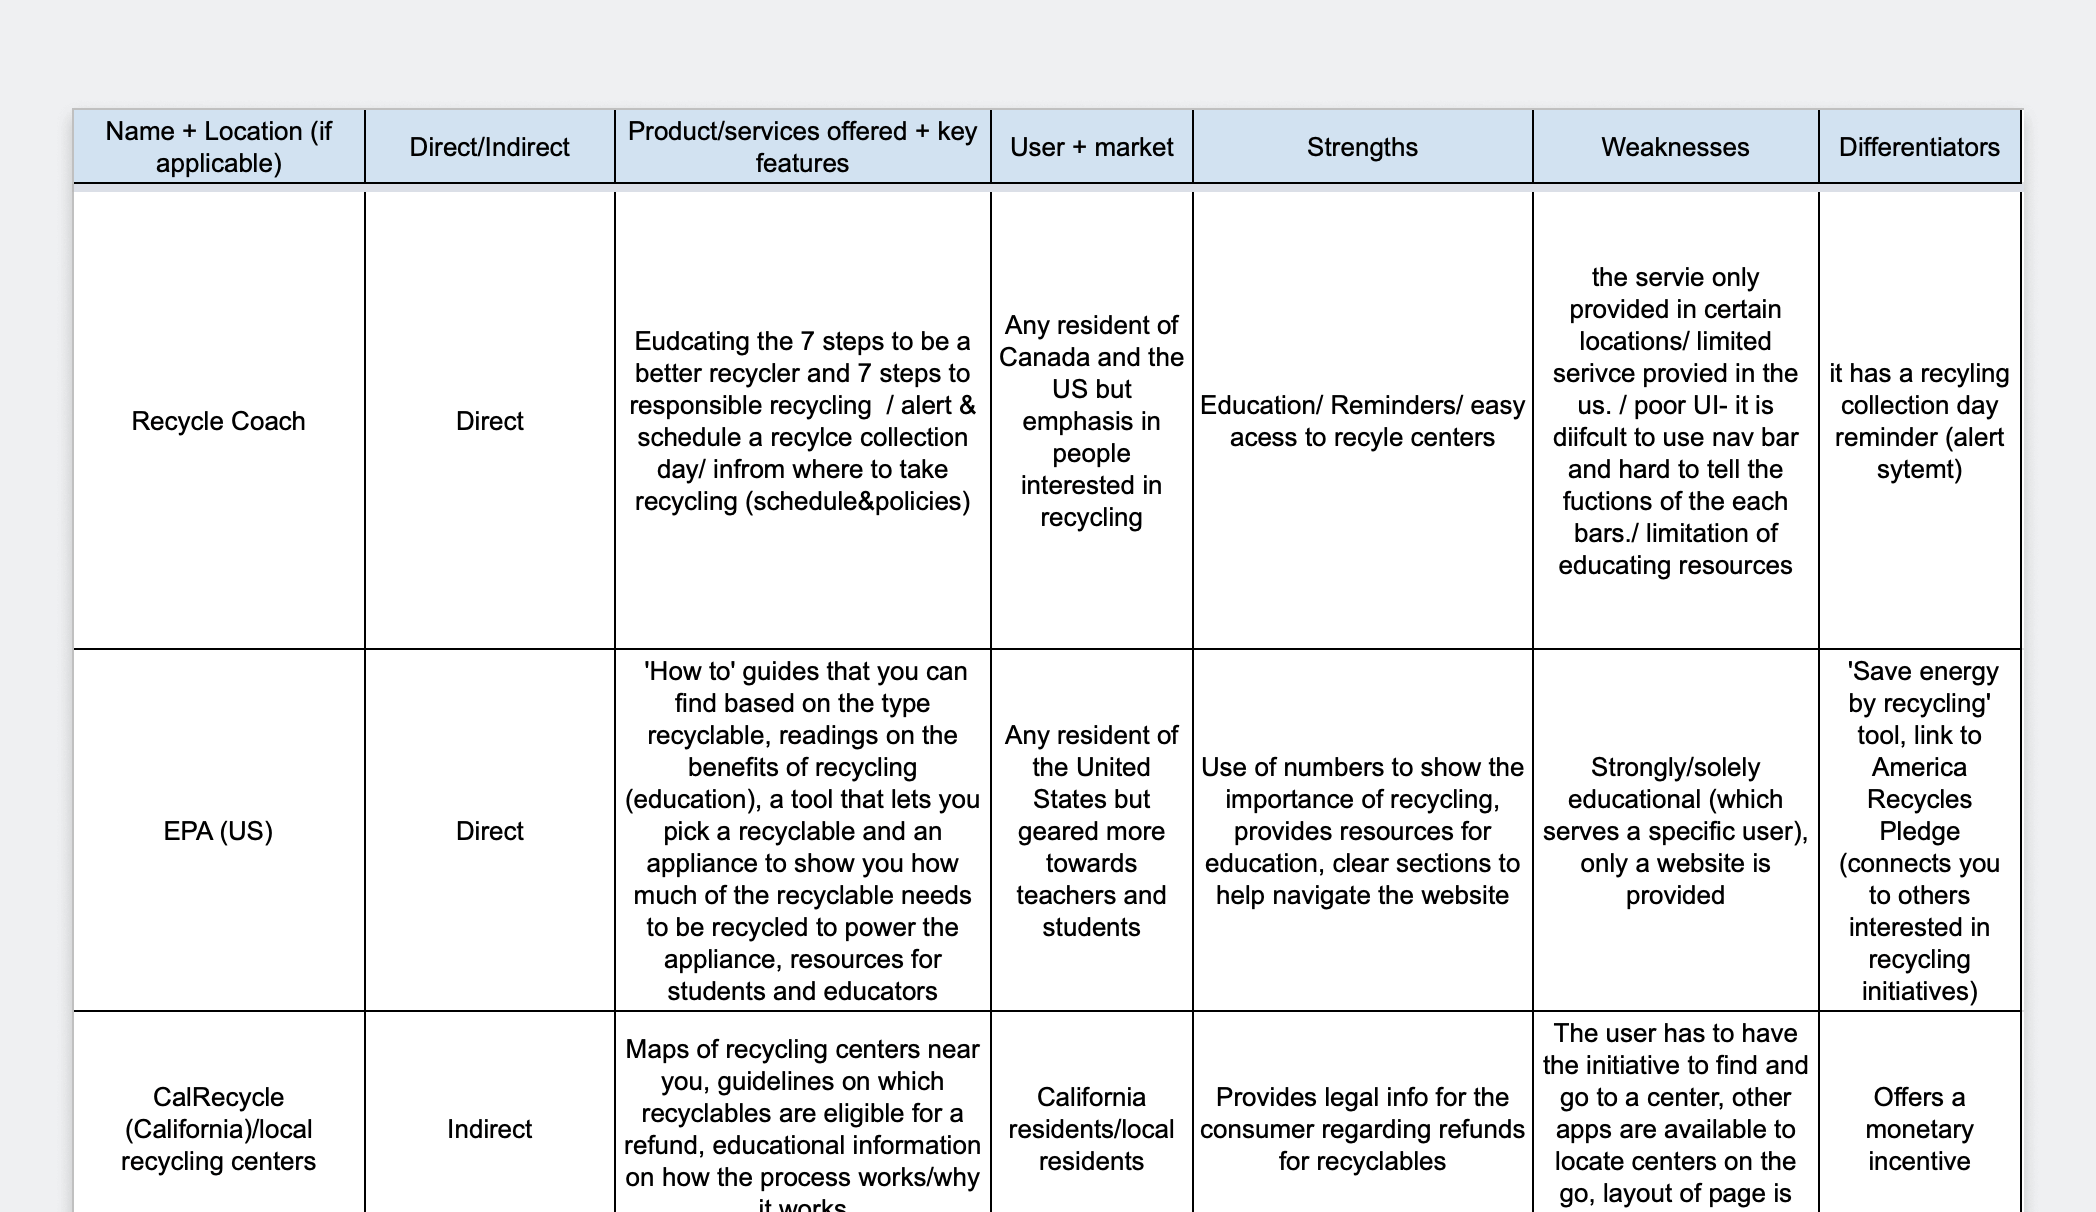 Name + Location (if
applicable)
Direct/Indirect
Product/services offered + key
features
User + market
Strengths
Weaknesses
Differentiators
Recycle Coach
Direct
Eudcating the 7 steps to be a
better recycler and 7 steps to
responsible recycling  / alert &
schedule a recylce collection
day/ infrom where to take
recycling (schedule&policies)
Any resident of
Canada and the
US but
emphasis in
people
interested in
recycling
Education/ Reminders/ easy
acess to recyle centers
the servie only
provided in certain
locations/ limited
serivce provied in the
us. / poor UI- it is
diifcult to use nav bar
and hard to tell the
fuctions of the each
bars./ limitation of
educating resources
it has a recyling
collection day
reminder (alert
sytemt)
EPA (US)
Direct
'How to' guides that you can
find based on the type
recyclable, readings on the
benefits of recycling
(education), a tool that lets you
pick a recyclable and an
appliance to show you how
much of the recyclable needs
to be recycled to power the
appliance, resources for
students and educators
Any resident of
the United
States but
geared more
towards
teachers and
students
Use of numbers to show the
importance of recycling,
provides resources for
education, clear sections to
help navigate the website
Strongly/solely
educational (which
serves a specific user),
only a website is
provided
'Save energy
by recycling'
tool, link to
America
Recycles
Pledge
(connects you
to others
interested in
recycling
initiatives)
CalRecycle
(California)/local
recycling centers
Indirect
Maps of recycling centers near
you, guidelines on which
recyclables are eligible for a
refund, educational information
on how the process works/why
it works
California
residents/local
residents
Provides legal info for the
consumer regarding refunds
for recyclables
The user has to have
the initiative to find and
go to a center, other
apps are available to
locate centers on the
go, layout of page is
Offers a
monetary
incentive